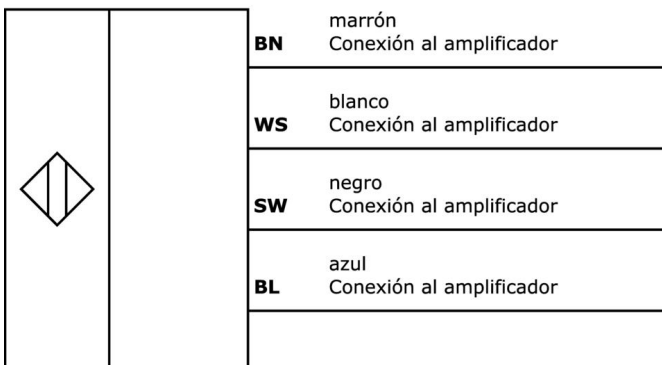 marrón
BN Conexión al amplificador
blanco
WS Conexión al amplificador
negro
SW Conexión al amplificador
azul
BL Conexión al amplificador